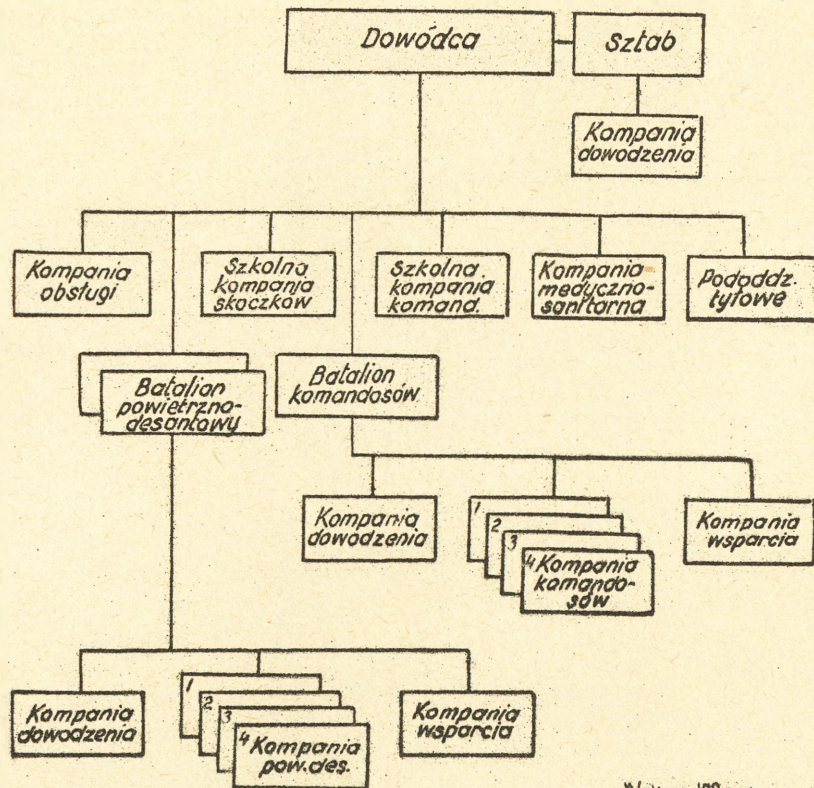 Dowódca
Sztab
Kompania
dowodzenia
Kompania
obsługi
Szkolna
kompania
skoczków
Szkolna
kompania
komand.
Kompania
medyczno-
sanitarna
Pododdz.
tyłowe
Batalion
powietrzno-
desantowy
Batalion
komandosów
Kompania
dowodzenia
1
2
3
4 Kompania
komando-
sów
Kompania
wsparcia
Kompania
dowodzenia
1
2
3
4 Kompania
pow.des.
Kompania
wsparcia